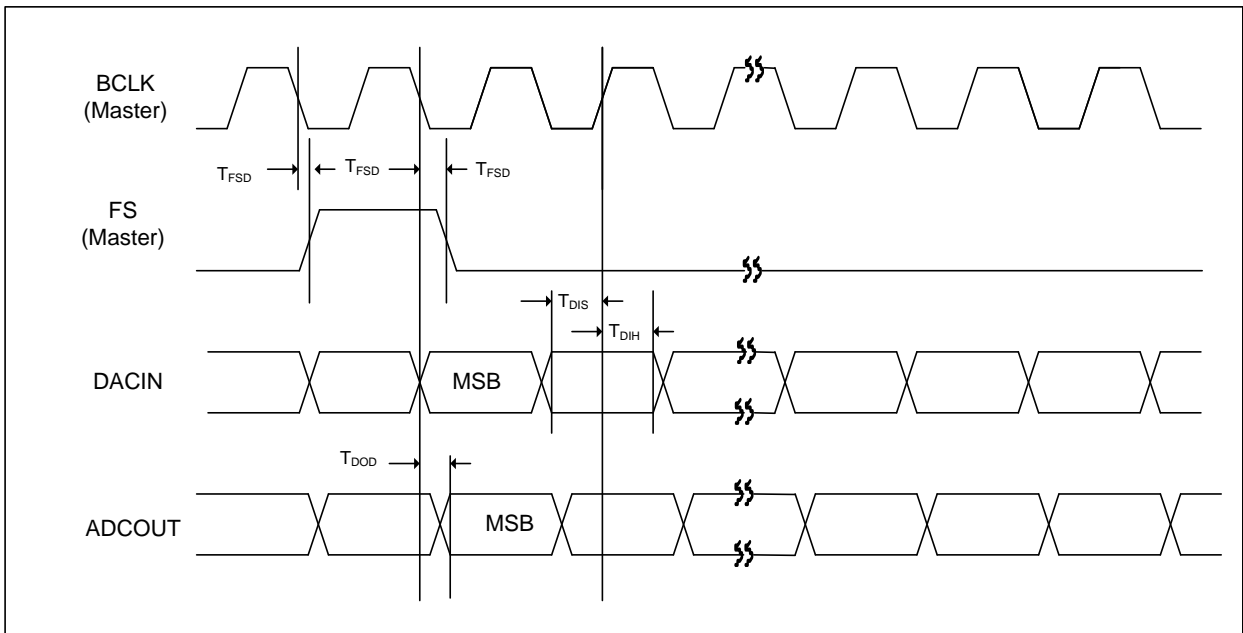 BCLK
(Master)
TFSD TFSD TFSD
FS
(Master)
TDIS
TDIH
DACIN
MSB
TDOD
ADCOUT
MSB